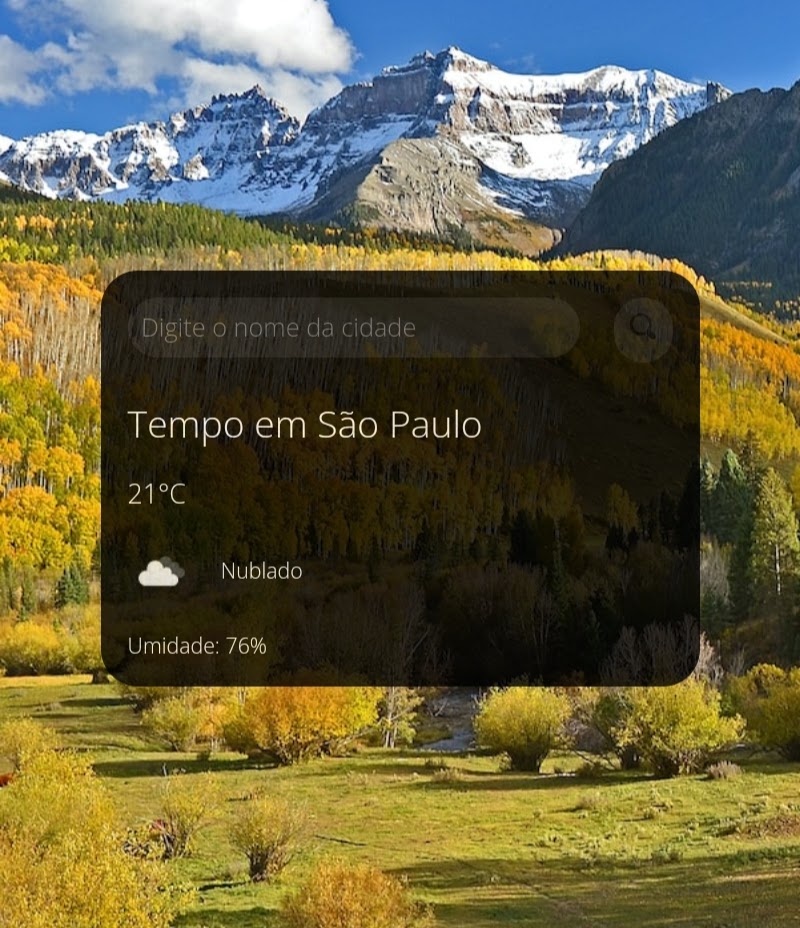 Digite o nome da cidade
Tempo em São Paulo
21°C
Nublado
Umidade: 76%